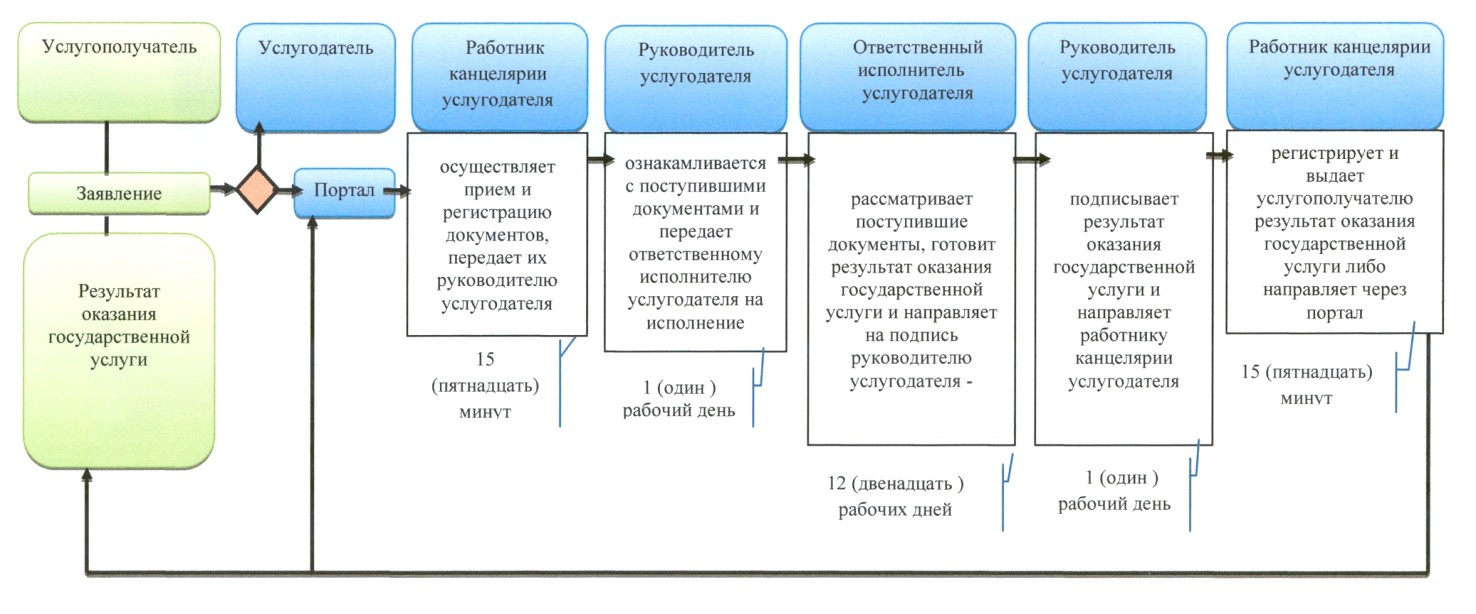 Услугополучатель
Услугодатель
Работник
канцелярии
услугодателя
Руководитель
услугодателя
Ответственный
исполнитель
услугодателя
Руководитель
услугодателя
Работник канцелярии
услугодателя
Заявление
Портал
Результат
оказания
государственной
услуги
осуществляет
прием и
регистрацию
документов,
передает их
руководителю
услугодателя
15
(пятнадцать)
минут
ознакамливается
с поступившими
документами и
передает
ответственному
исполнителю
услугодателя на
исполнение
1 (один )
рабочий день
рассматривает
поступившие
документы, готовит
результат оказания
государственной
услуги и направляет
на подпись
руководителю
услугодателя -
12 (двенадцать )
рабочих дней
подписывает
результат
оказания
государственной
услуги и
направляет
работнику
канцелярии
услугодателя
1 (один )
рабочий день
регистрирует и
выдает
услугополучателю
результат оказания
государственной
услуги либо
направляет через
портал
15 (пятнадцать)
минут